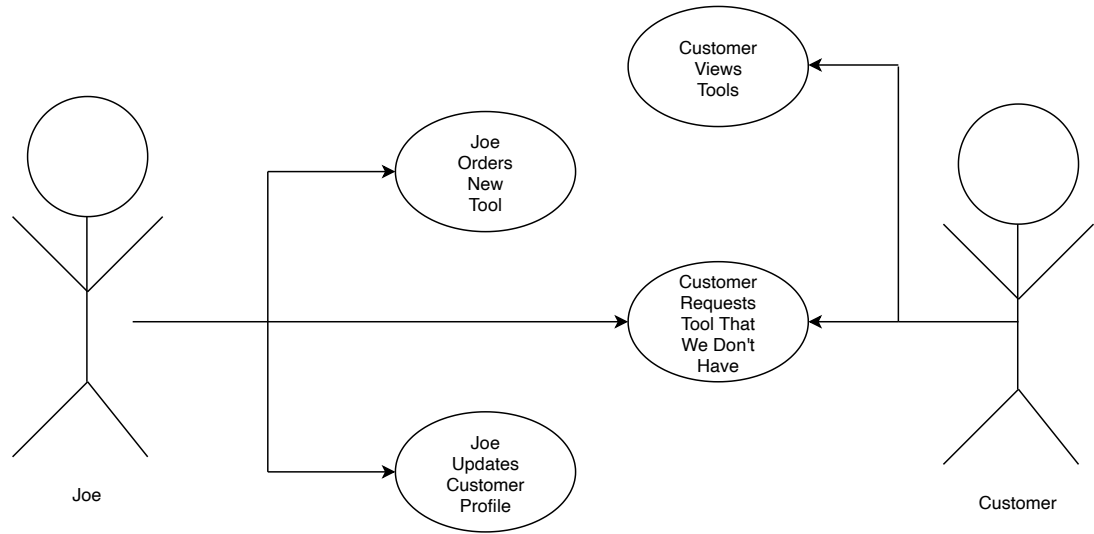 Customer
Views
Tools
Joe
Orders
New
Tool
Customer
Requests
Tool That
We Don't
Have
Joe
Updates
Customer
Profile
Joe
Customer